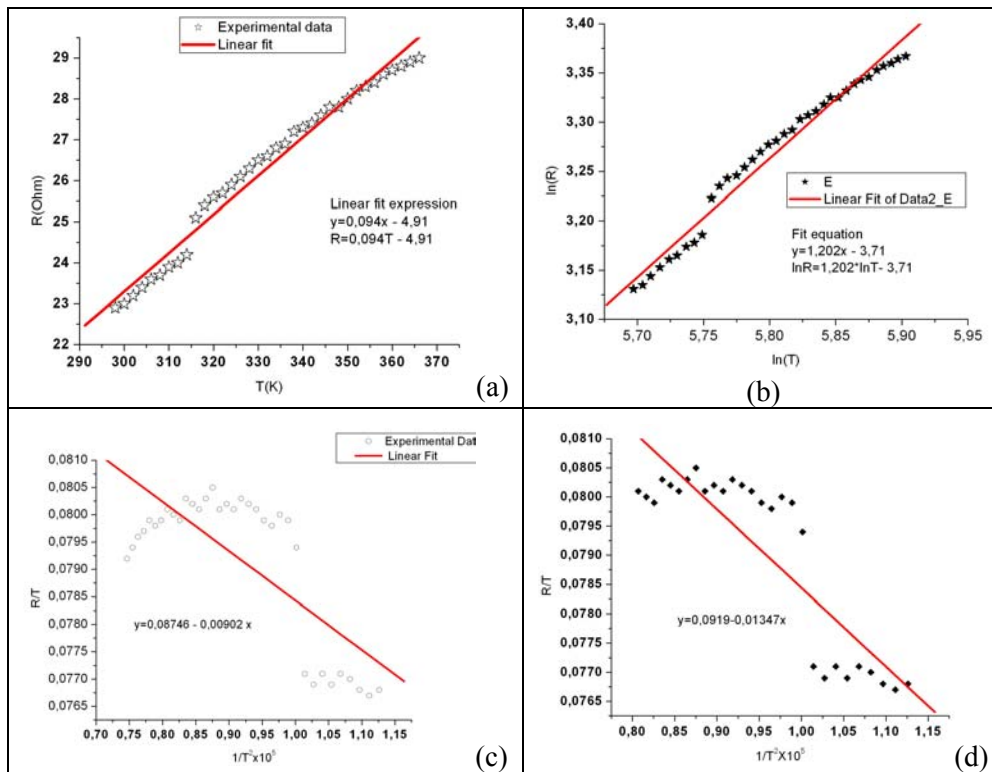 Experimental data
Linear fit
29
28
27
26
25
24
23
22
R(Ohm)
Linear fit expression
y=0,094x - 4,91
R=0,094T - 4,91
290 300 310 320 330 340 350 360 370
T(K)
(a)
3,40
3,35
3,30
3,25
3,20
3,15
3,10
ln(R)
E
Linear Fit of Data2_E
Fit equation
y=1,202x - 3,71
lnR=1,202*lnT- 3,71
5,70 5,75 5,80 5,85 5,90 5,95
ln(T)
(b)
Experimental Dat
Linear Fit
0,0810
0,0805
0,0800
0,0795
0,0790
0,0785
0,0780
0,0775
0,0770
0,0765
R/T
y=0,08746 - 0,00902 x
0,70 0,75 0,80 0,85 0,90 0,95 1,00 1,05 1,10 1,15
1/T²x10⁵
(c)
0,0810
0,0805
0,0800
0,0790
0,0780
0,0775
0,0770
0,0765
R/T
y=0,0919-0,01347x
0,80 0,85 0,90 0,95 1,00 1,05 1,10 1,15
1/T²X10⁵
(d)